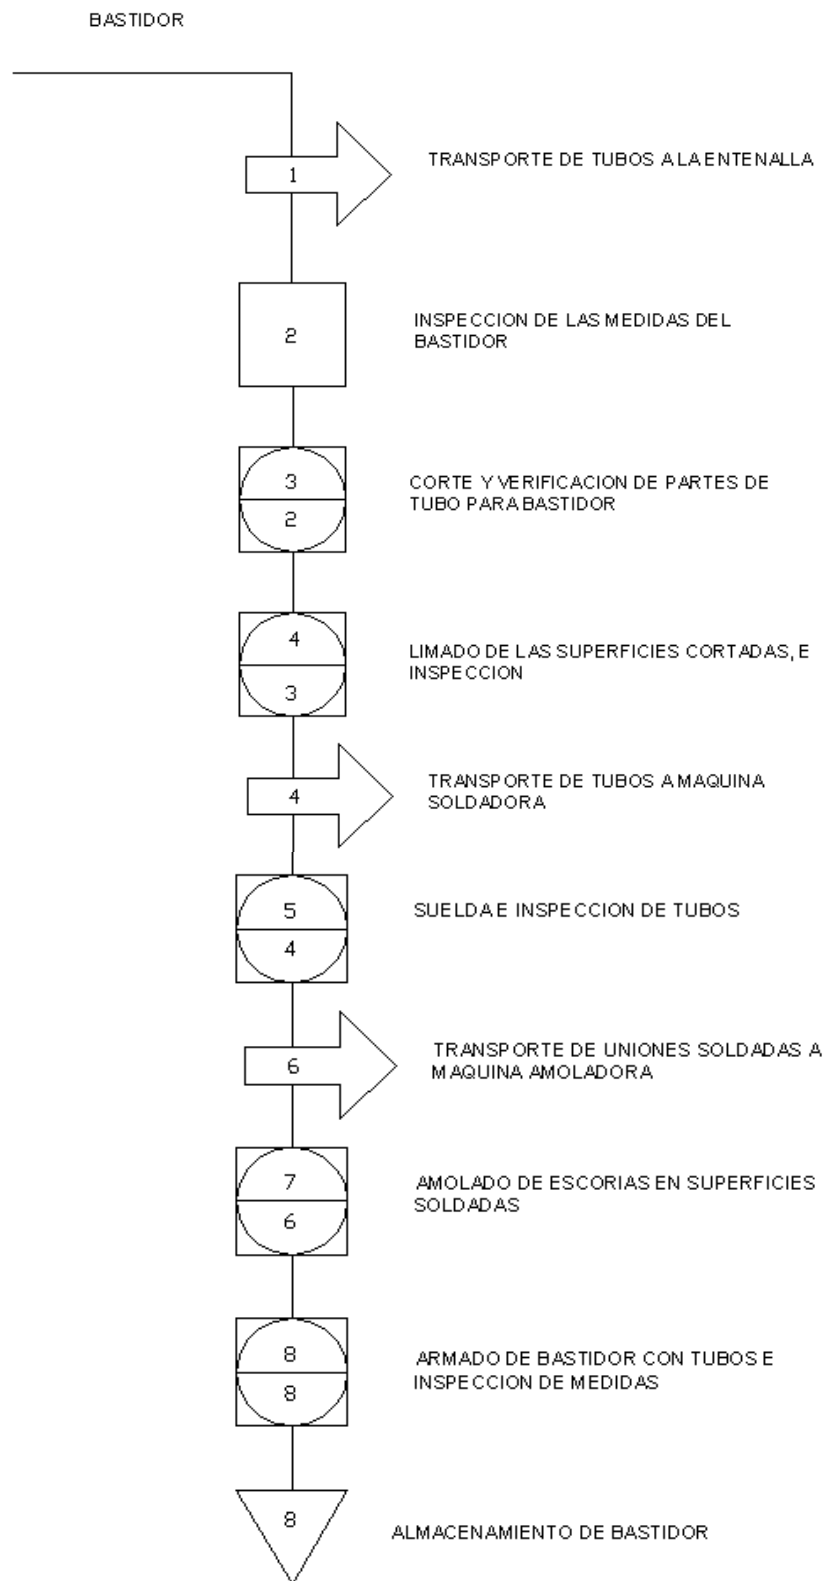 BASTIDOR
1
TRANSPORTE DE TUBOS A LA ENTENALLA
2
INSPECCION DE LAS MEDIDAS DEL
BASTIDOR
3
2
CORTE Y VERIFICACION DE PARTES DE
TUBO PARA BASTIDOR
4
3
LIMADO DE LAS SUPERFICIES CORTADAS, E
INSPECCION
4
TRANSPORTE DE TUBOS A MAQUINA
SOLDADORA
5
4
SUELDA E INSPECCION DE TUBOS
6
TRANSPORTE DE UNIONES SOLDADAS A
MAQUINA AMOLADORA
7
6
AMOLADO DE ESCORIAS EN SUPERFICIES
SOLDADAS
8
8
ARMADO DE BASTIDOR CON TUBOS E
INSPECCION DE MEDIDAS
8
ALMACENAMIENTO DE BASTIDOR